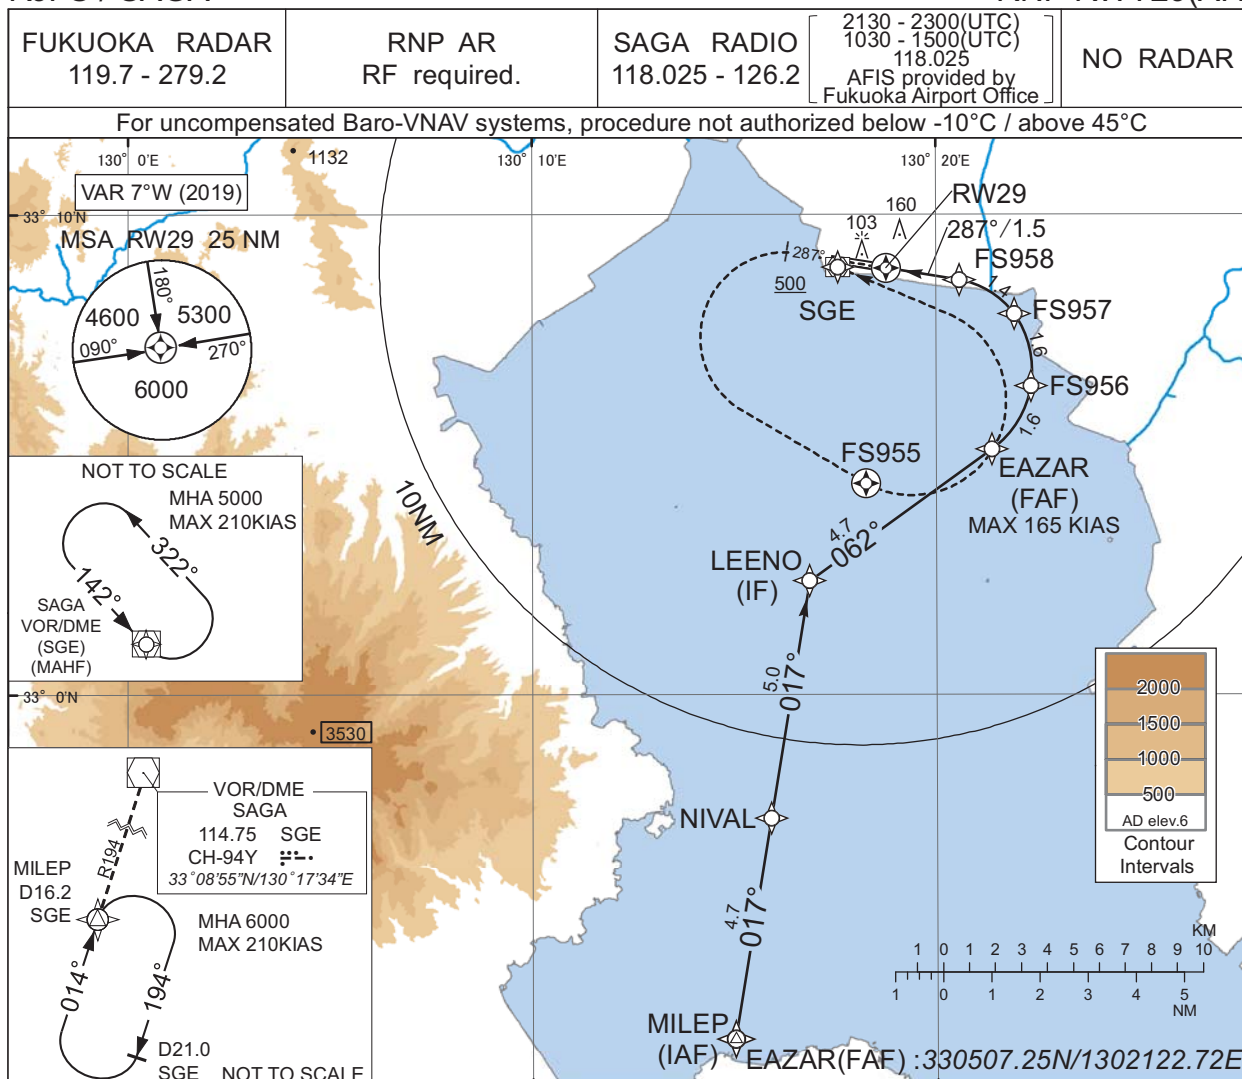 FUKUOKA RADAR
119.7 - 279.2
RNP AR
RF required.
SAGA RADIO
118.025 - 126.2
2130 - 2300(UTC)
1030 - 1500(UTC)
118.025
AFIS provided by
Fukuoka Airport Office
NO RADAR
For uncompensated Baro-VNAV systems, procedure not authorized below -10°C / above 45°C
130° 0'E
1132
130° 10'E
130° 20'E
VAR 7°W (2019)
33° 10'N
MSA RW29 25 NM
180°
4600
5300
090°
270°
6000
RW29
160
103
287°/1.5
287°
FS958
500
SGE
1.4
FS957
1.6
FS956
1.6
FS955
EAZAR
(FAF)
MAX 165 KIAS
10NM
4.7
062°
LEENO
(IF)
NOT TO SCALE
MHA 5000
MAX 210KIAS
322°
142°
SAGA
VOR/DME
(SGE)
(MAHF)
33° 0'N
3530
5.0
017°
2000
1500
1000
500
AD elev.6
Contour
Intervals
VOR/DME
SAGA
114.75 SGE
CH-94Y
33°08'55"N/130°17'34"E
R194
MILEP
D16.2
SGE
MHA 6000
MAX 210KIAS
014°
194°
D21.0
SGE
NOT TO SCALE
NIVAL
4.7
017°
MILEP
(IAF)
KM
1 0 1 2 3 4 5 6 7 8 9 10
1 0 1 2 3 4 5
NM
EAZAR(FAF) :330507.25N/1302122.72E